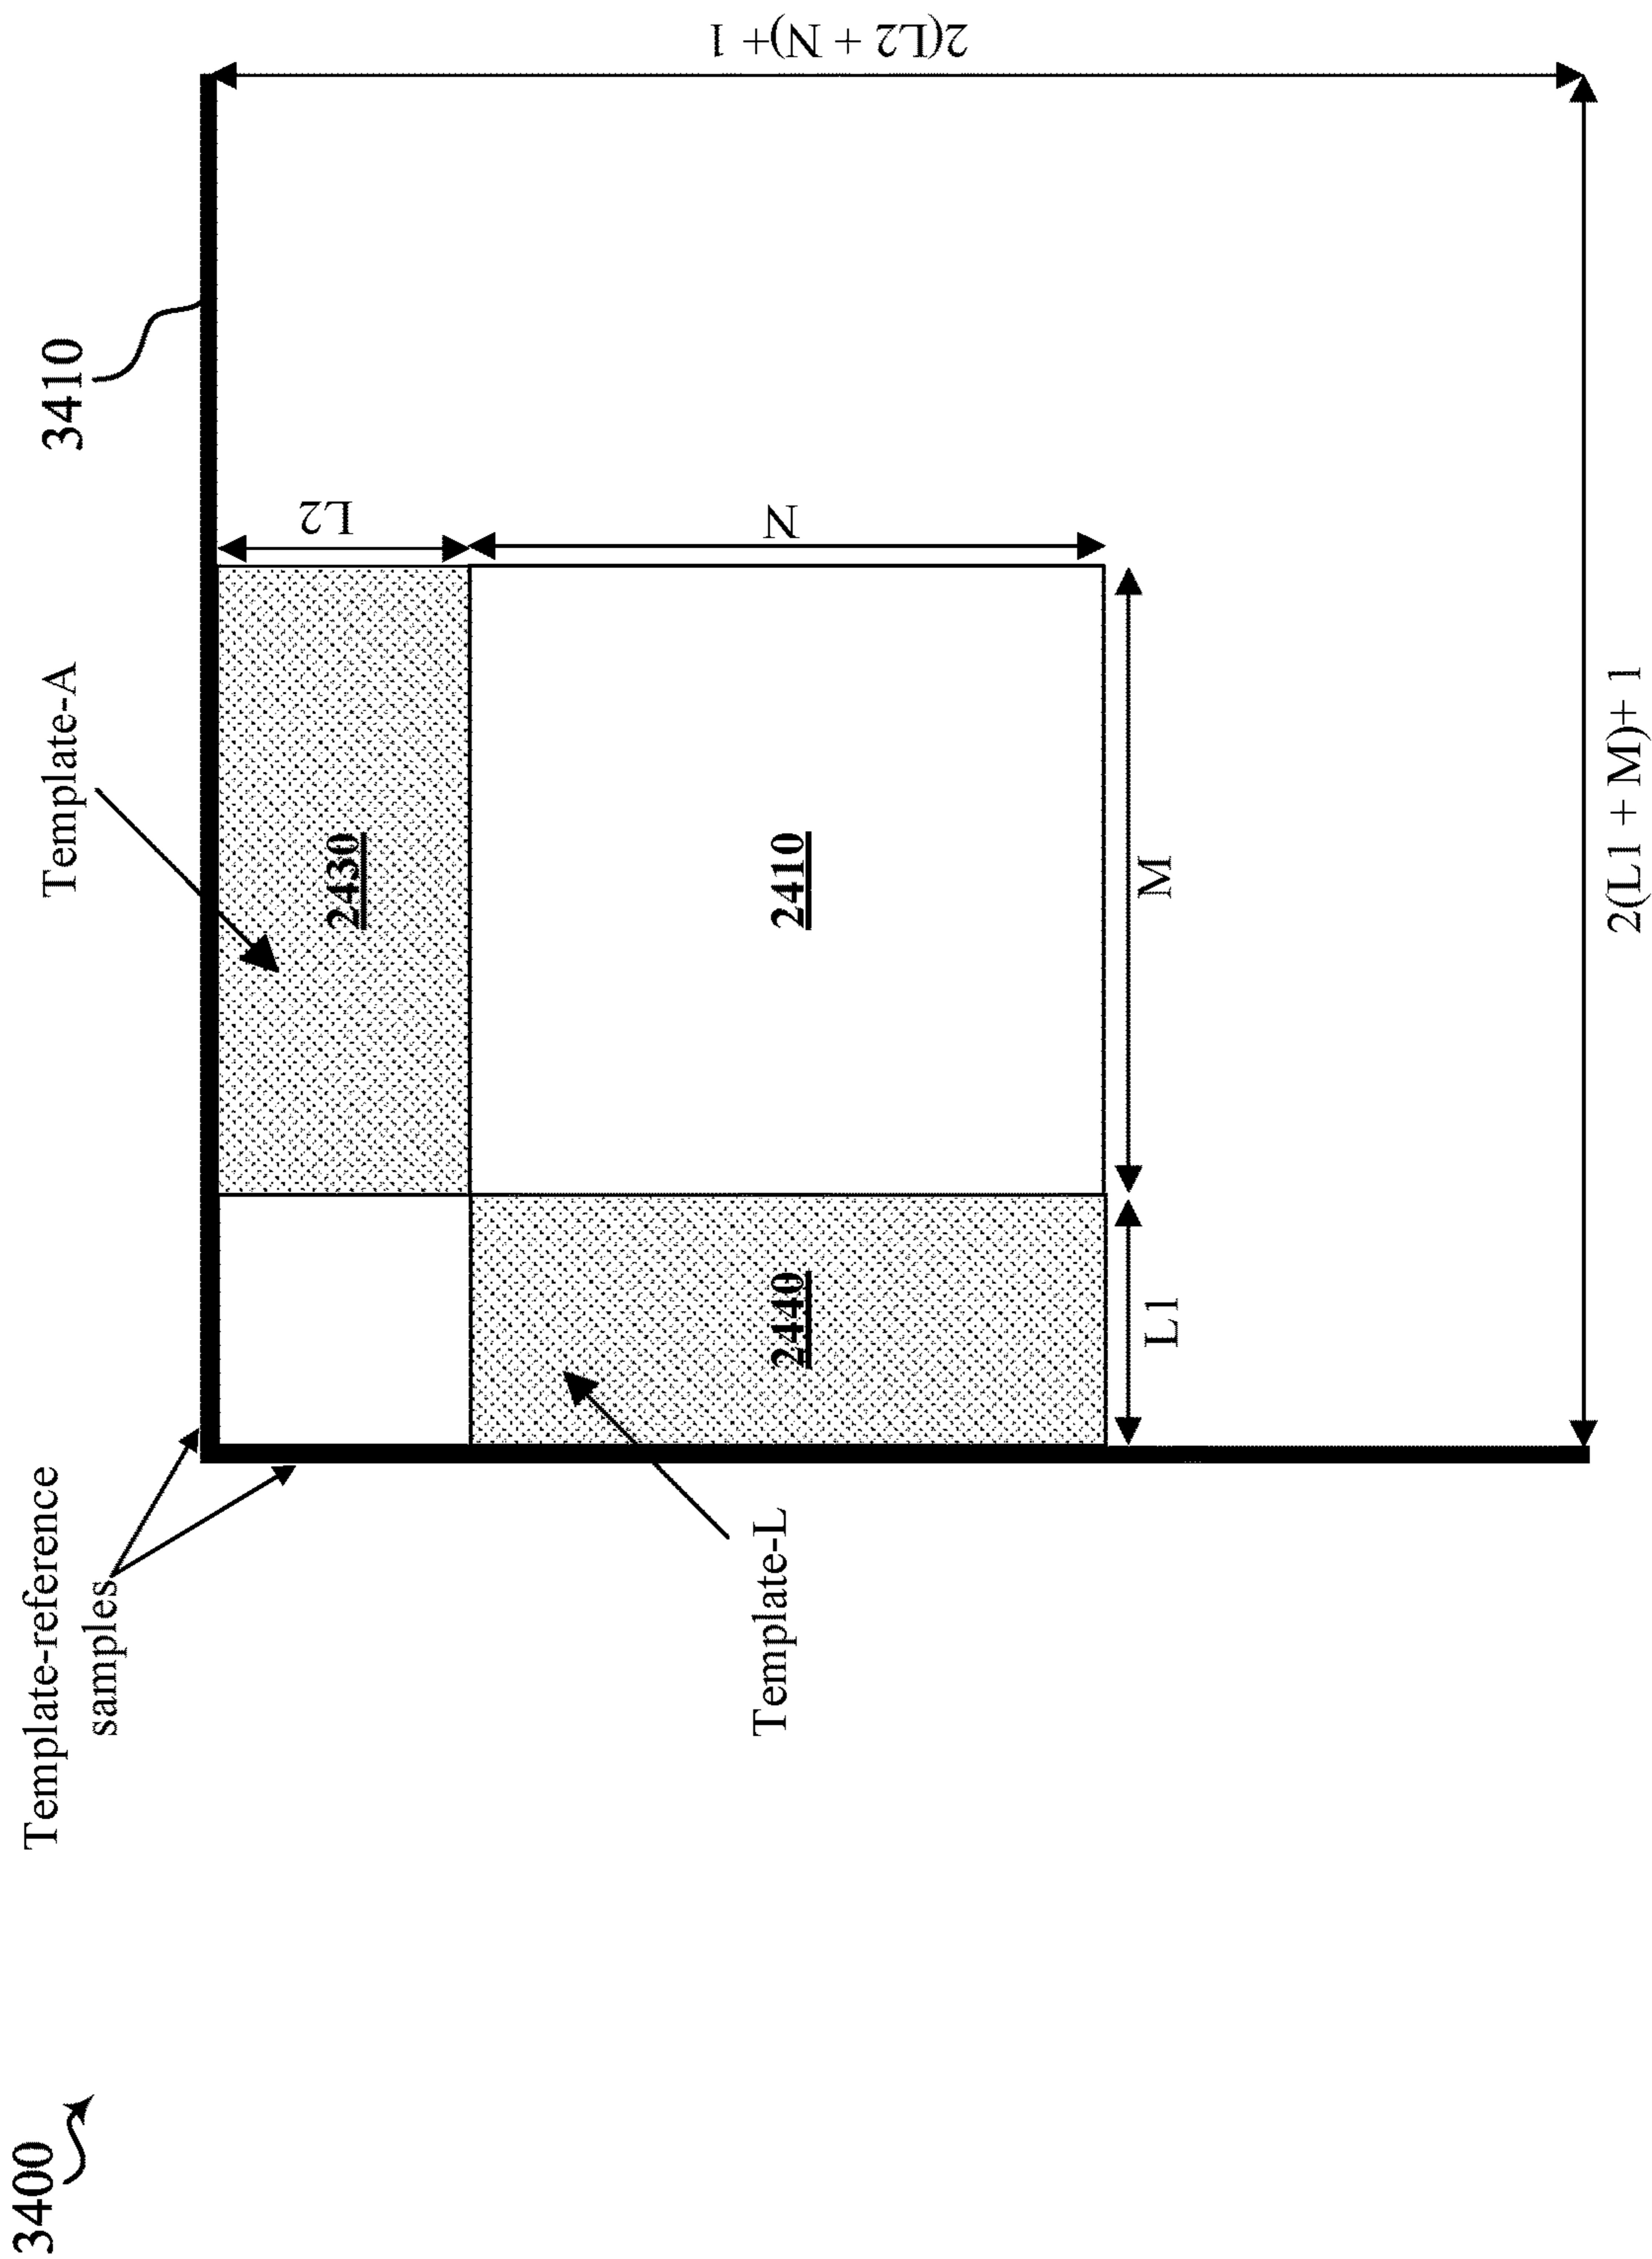 3400
Template-reference
samples
Template-A
3410
2430
L2
2(L2 + N)+ 1
Template-L
2440
2410
N
L1
M
2(L1 + M)+ 1